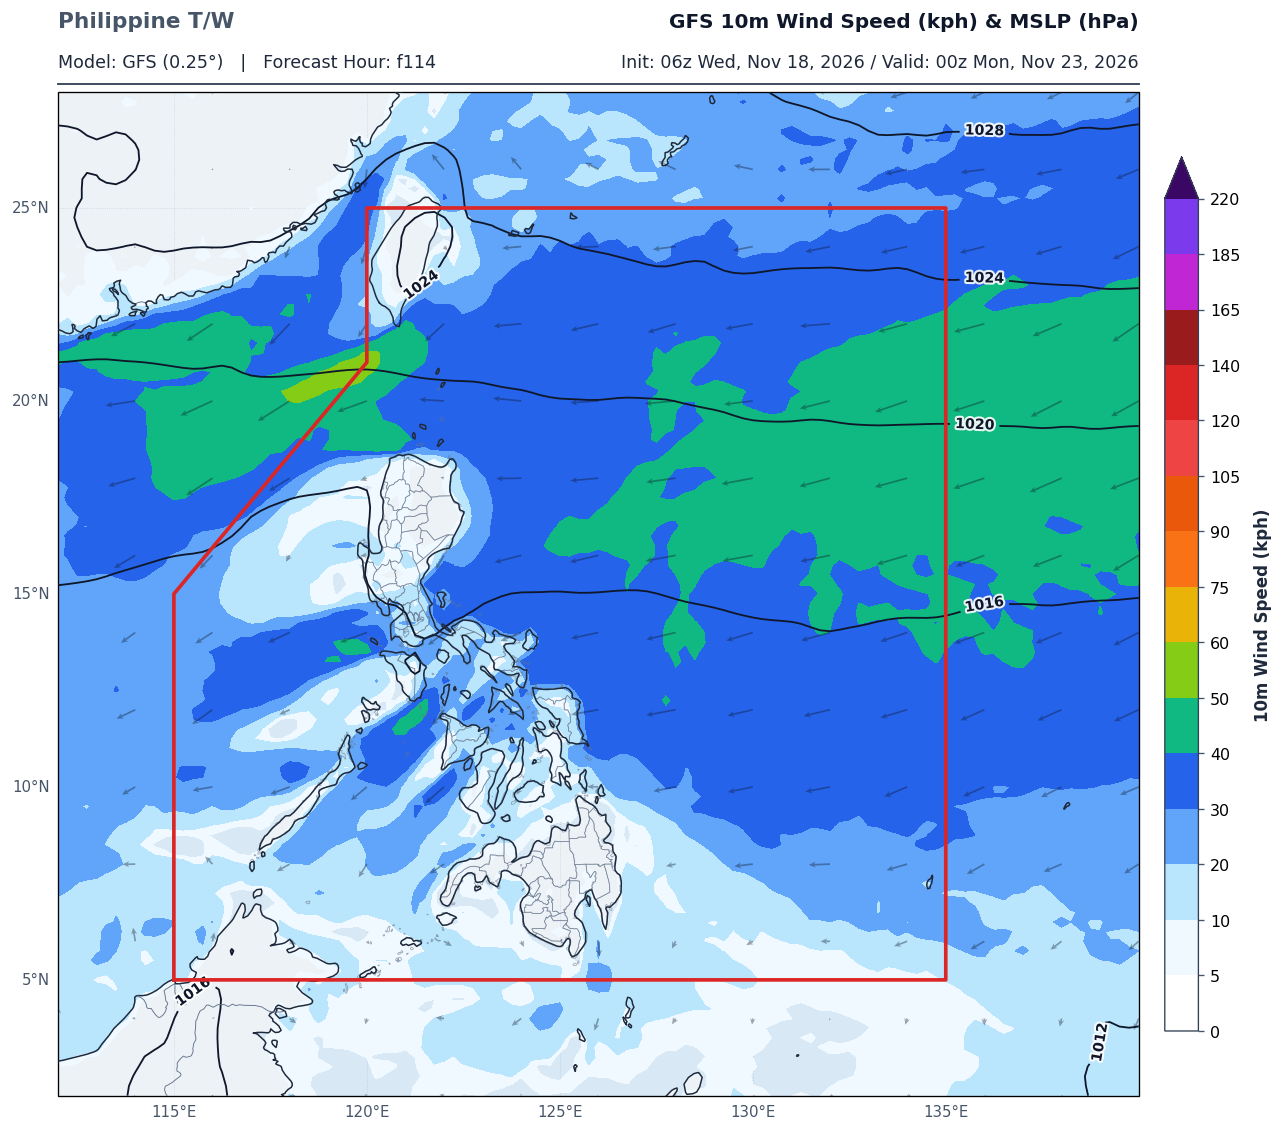 Philippine T/W
GFS 10m Wind Speed (kph) & MSLP (hPa)
Model: GFS (0.25°) | Forecast Hour: f114
Init: 06z Wed, Nov 18, 2026 / Valid: 00z Mon, Nov 23, 2026
1028
1024
1024
1020
1016
1016
1012
25°N
20°N
15°N
10°N
5°N
115°E
120°E
125°E
130°E
135°E
220
185
165
140
120
105
90
75
60
50
40
30
20
10
5
0
10m Wind Speed (kph)